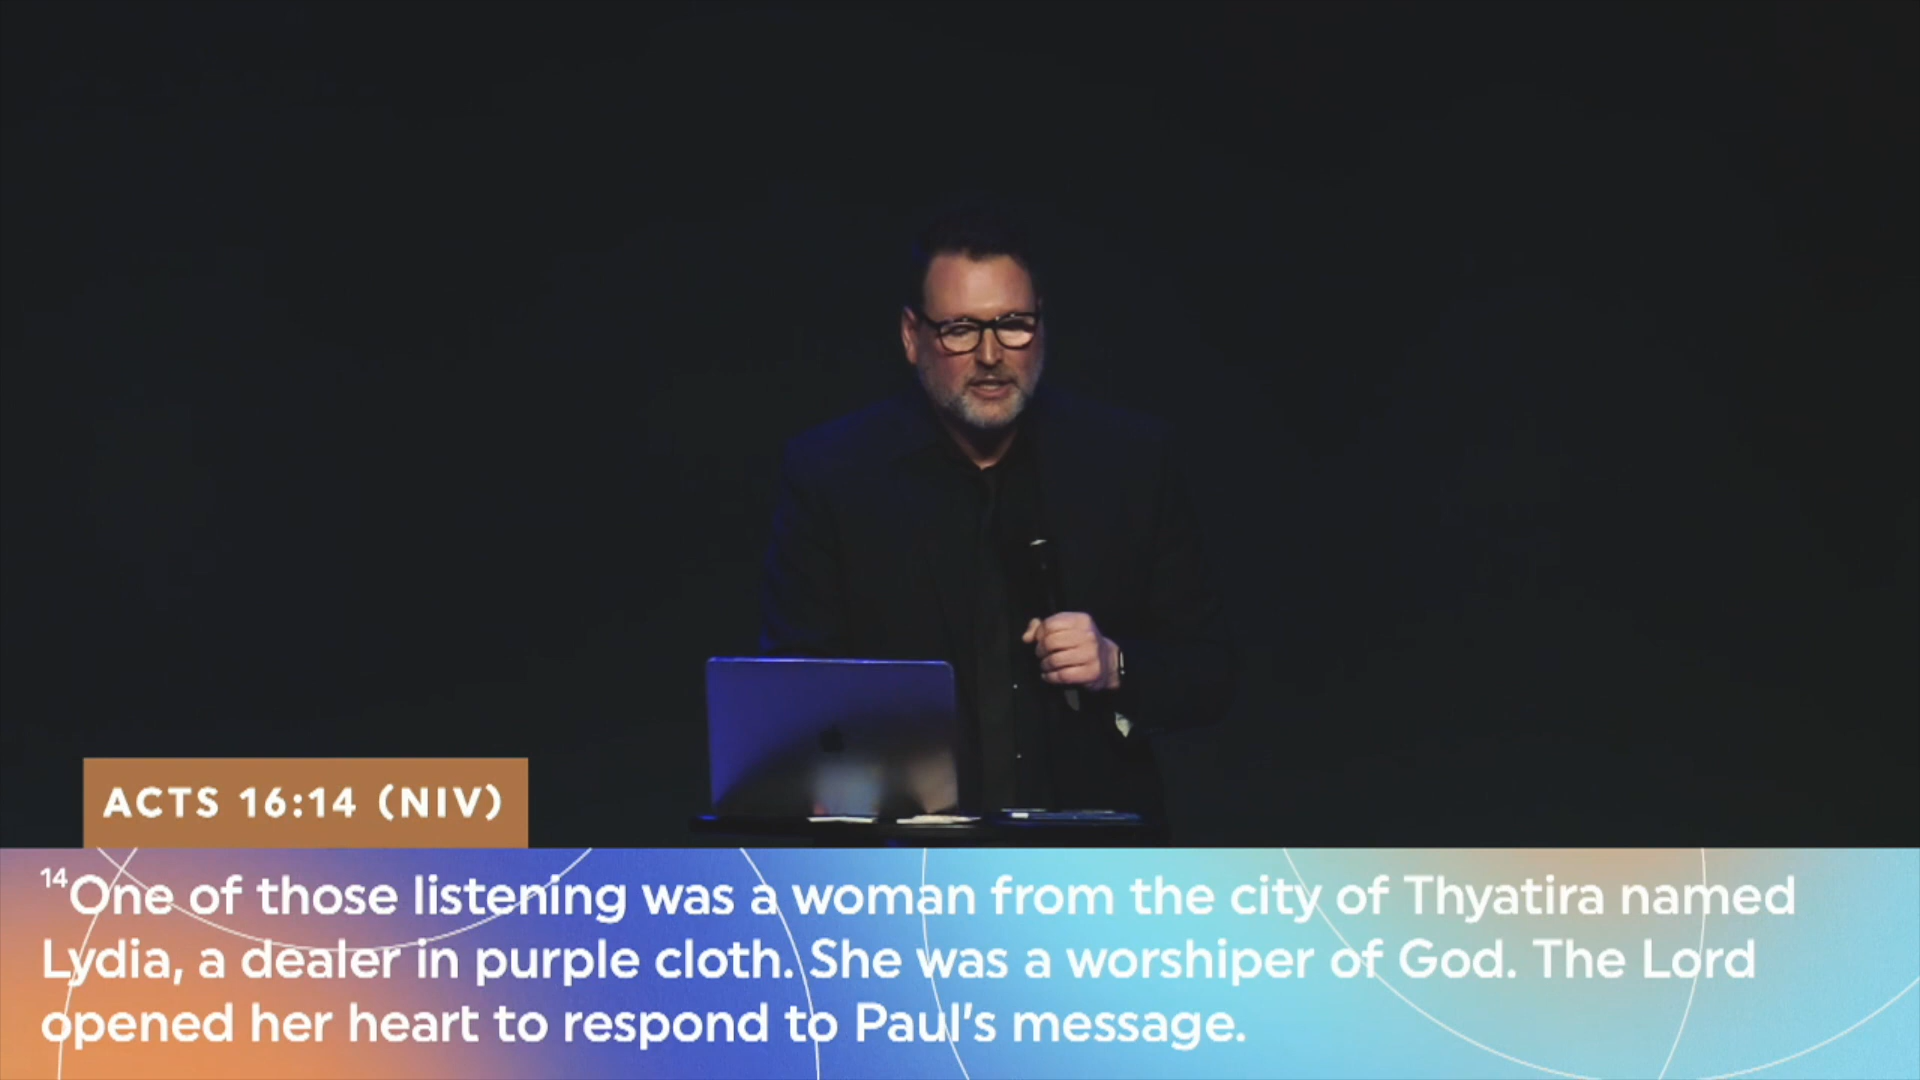 ACTS 16:14 (NIV)
14One of those listening was a woman from the city of Thyatira named
Lydia, a dealer in purple cloth. She was a worshiper of God. The Lord
opened her heart to respond to Paul's message.